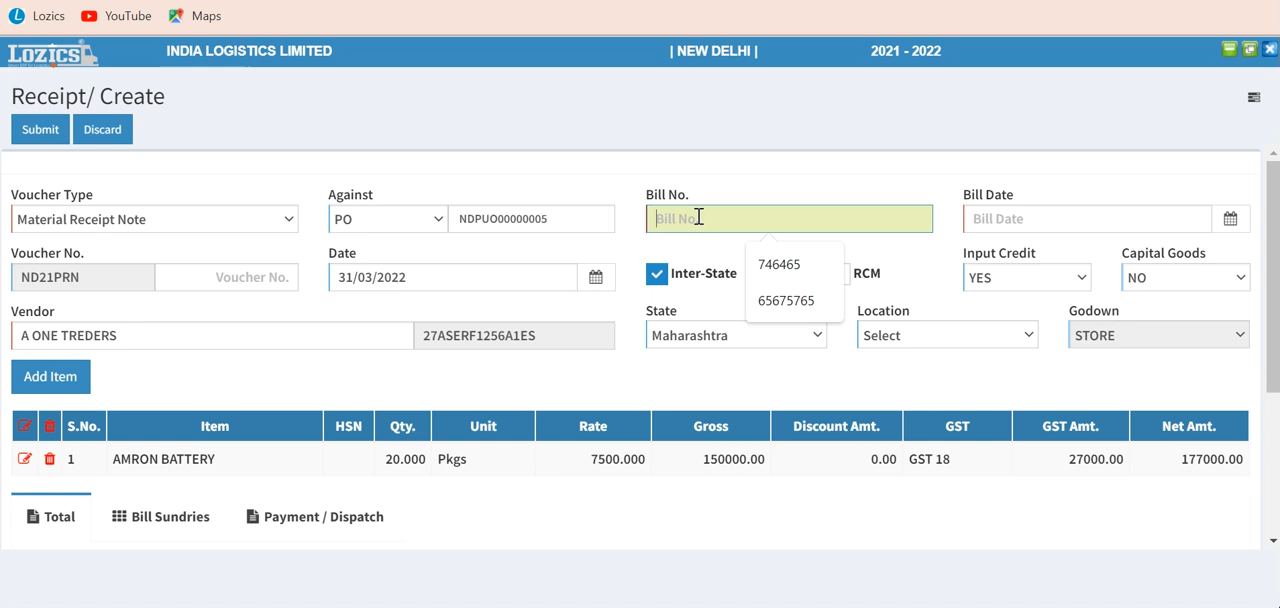 Lozics YouTube Maps
LOZICS INDIA LOGISTICS LIMITED | NEW DELHI | 2021 - 2022
Receipt/ Create
Submit Discard
Voucher Type Against Bill No. Bill Date
Material Receipt Note PO NDPUO00000005 Bill No. Bill Date
Voucher No. Date Input Credit Capital Goods
ND21PRN Voucher No. 31/03/2022 Inter-State RCM YES NO
746465
65675765
Vendor State Location Godown
A ONE TREDERS 27ASERF1256A1ES Maharashtra Select STORE
Add Item
S.No. Item HSN Qty. Unit Rate Gross Discount Amt. GST GST Amt. Net Amt.
1 AMRON BATTERY 20.000 Pkgs 7500.000 150000.00 0.00 GST 18 27000.00 177000.00
Total Bill Sundries Payment / Dispatch